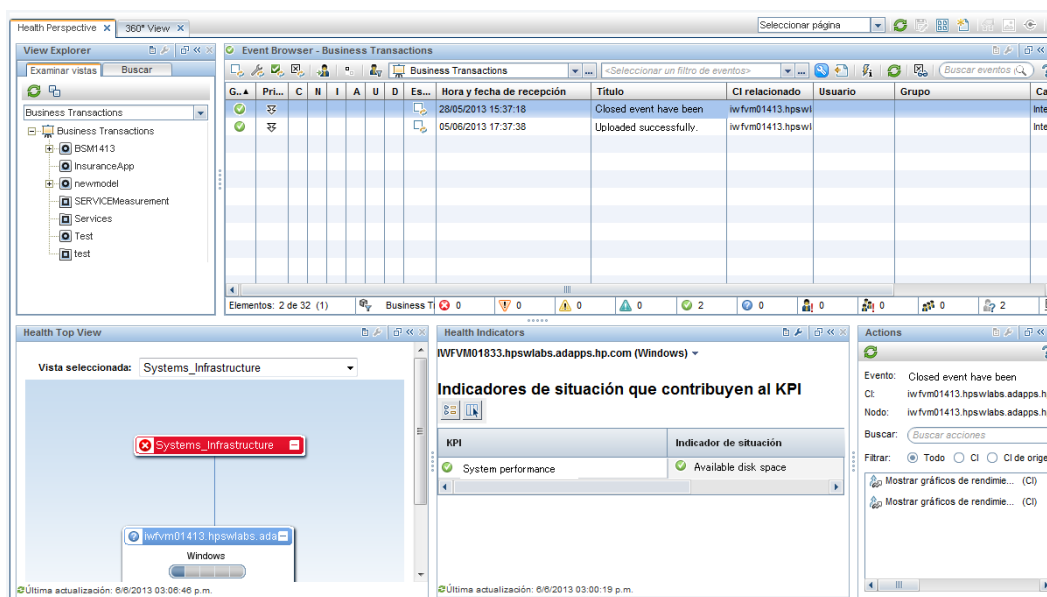 Health Perspective X 360° View X
Seleccionar página
View Explorer
Examinar vistas Buscar
Business Transactions
Business Transactions
BSM1413
InsuranceApp
newmodel
SERVICEMeasurement
Services
Test
test
Event Browser - Business Transactions
Business Transactions <Seleccionar un filtro de eventos> Buscar eventos
G... Pri... C N I A U D Es... Hora y fecha de recepción Título CI relacionado Usuario Grupo Ca
28/05/2013 15:37:18 Closed event have been iwfvm01413.hpswl Inte
05/06/2013 17:37:38 Uploaded successfully. iwfvm01413.hpswl Inte
Elementos: 2 de 32 (1) Business T 0 0 0 0 2 0 0 0 0 2
Health Top View
Vista seleccionada: Systems_Infrastructure
Systems_Infrastructure
iwfvm01413.hpswlabs.ada
Windows
Última actualización: 6/6/2013 03:06:46 p.m.
Health Indicators
IWFVM01833.hpswlabs.adapps.hp.com (Windows)
Indicadores de situación que contribuyen al KPI
KPI Indicador de situación
System performance Available disk space
Última actualización: 6/6/2013 03:00:19 p.m.
Actions
Evento: Closed event have been
CI: iwfvm01413.hpswlabs.adapps.h
Nodo: iwfvm01413.hpswlabs.adapps.h
Buscar: Buscar acciones
Filtrar: Todo CI CI de orige
Mostrar gráficos de rendimie... (CI)
Mostrar gráficos de rendimie... (CI)